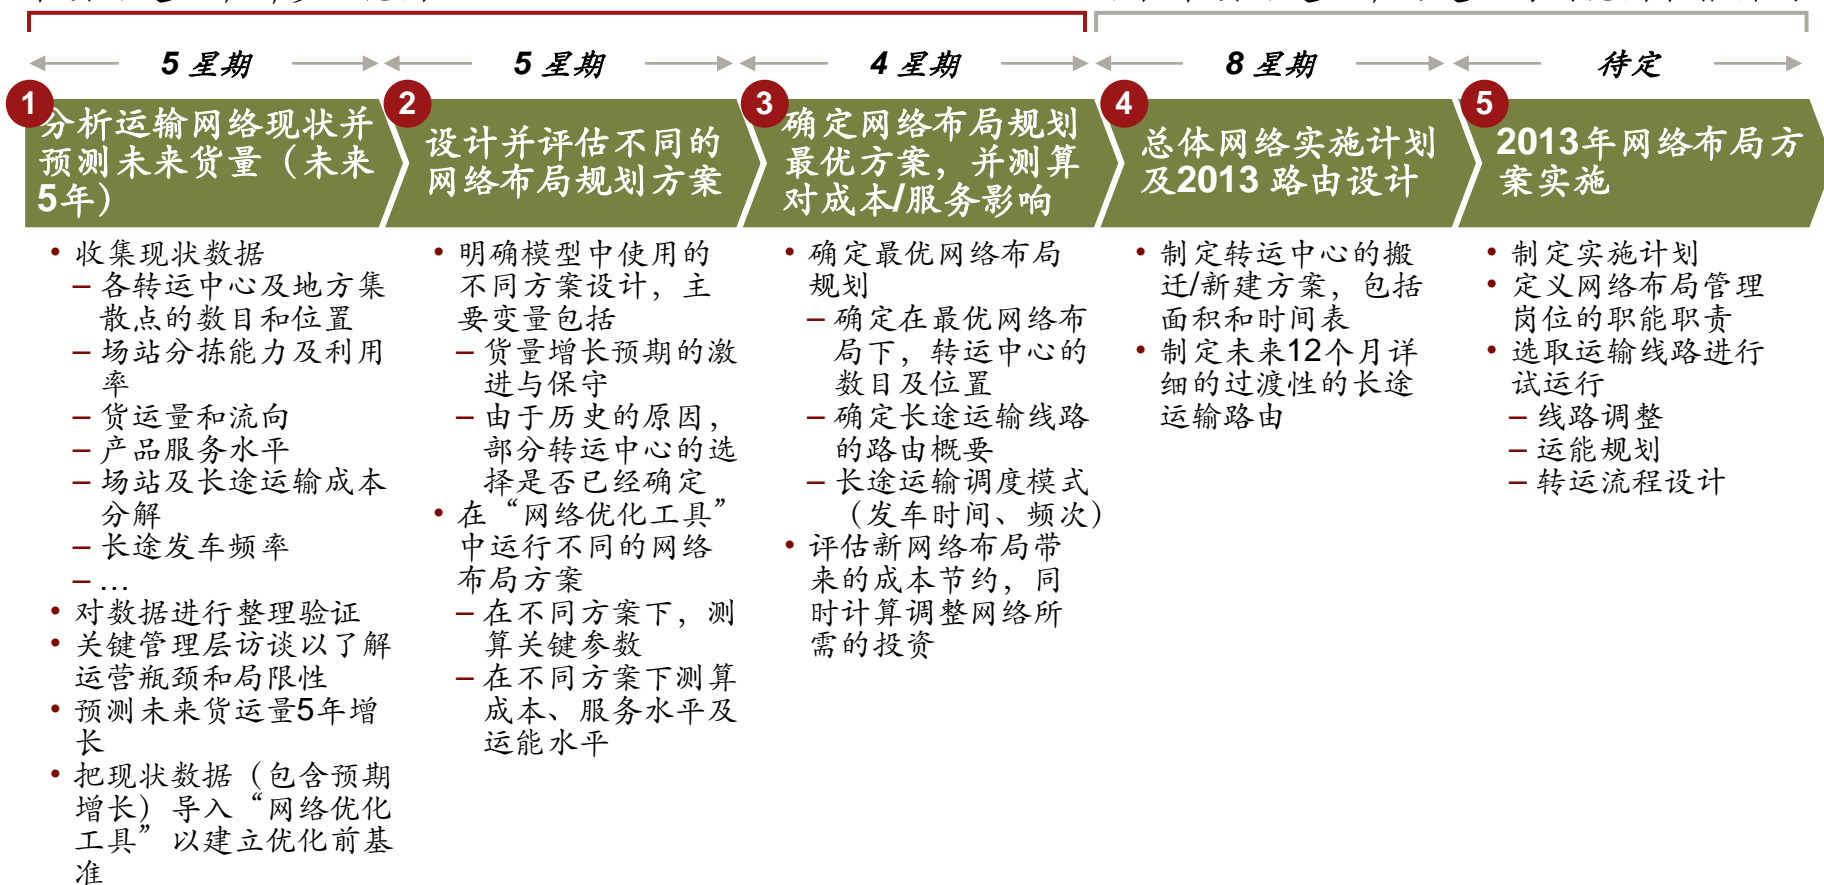 5 星期
5 星期
4 星期
8 星期
待定
1
分析运输网络现状并
预测未来货量（未来
5年）
2
设计并评估不同的
网络布局规划方案
3
确定网络布局规划
最优方案，并测算
对成本/服务影响
4
总体网络实施计划
及2013 路由设计
5
2013年网络布局方
案实施
• 收集现状数据
– 各转运中心及地方集
散点的数目和位置
– 场站分拣能力及利用
率
– 货运量和流向
– 产品服务水平
– 场站及长途运输成本
分解
– 长途发车频率
– …
• 对数据进行整理验证
• 关键管理层访谈以了解
运营瓶颈和局限性
• 预测未来货运量5年增
长
• 把现状数据（包含预期
增长）导入“网络优化
工具”以建立优化前基
准
• 明确模型中使用的
不同方案设计，主
要变量包括
– 货量增长预期的激
进与保守
– 由于历史的原因，
部分转运中心的选
择是否已经确定
• 在“网络优化工具”
中运行不同的网络
布局方案
– 在不同方案下，测
算关键参数
– 在不同方案下测算
成本、服务水平及
运能水平
• 确定最优网络布局
规划
– 确定在最优网络布
局下，转运中心的
数目及位置
– 确定长途运输线路
的路由概要
– 长途运输调度模式
（发车时间、频次）
• 评估新网络布局带
来的成本节约，同
时计算调整网络所
需的投资
• 制定转运中心的搬
迁/新建方案，包括
面积和时间表
• 制定未来12个月详
细的过渡性的长途
运输路由
• 制定实施计划
• 定义网络布局管理
岗位的职能职责
• 选取运输线路进行
试运行
– 线路调整
– 运能规划
– 转运流程设计